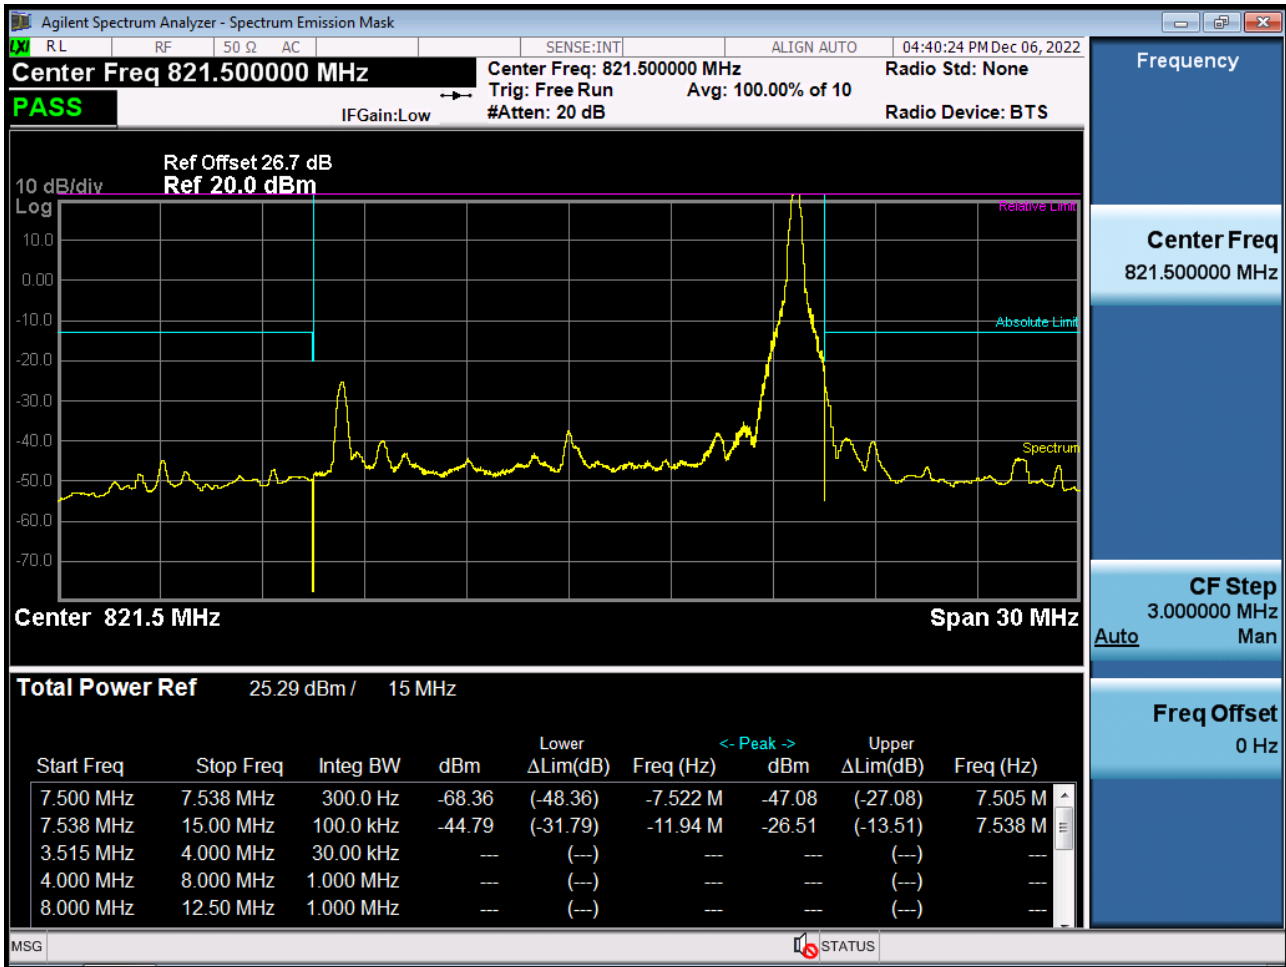 Agilent Spectrum Analyzer - Spectrum Emission Mask
LXI RL RF 50 Ω AC SENSE:INT ALIGN AUTO 04:40:24 PM Dec 06, 2022
Center Freq 821.500000 MHz Center Freq: 821.500000 MHz Radio Std: None
Trig: Free Run Avg: 100.00% of 10
PASS IFGain:Low #Atten: 20 dB Radio Device: BTS
Ref Offset 26.7 dB
10 dB/div Ref 20.0 dBm
Log
Relative Limit
10.0
0.00
-10.0
Absolute Limit
-20.0
-30.0
-40.0
Spectrum
-50.0
-60.0
-70.0
Center 821.5 MHz Span 30 MHz
Total Power Ref 25.29 dBm / 15 MHz
Lower <- Peak -> Upper
Start Freq Stop Freq Integ BW dBm ΔLim(dB) Freq (Hz) dBm ΔLim(dB) Freq (Hz)
7.500 MHz 7.538 MHz 300.0 Hz -68.36 (-48.36) -7.522 M -47.08 (-27.08) 7.505 M
7.538 MHz 15.00 MHz 100.0 kHz -44.79 (-31.79) -11.94 M -26.51 (-13.51) 7.538 M
3.515 MHz 4.000 MHz 30.00 kHz --- (---) --- --- (---) ---
4.000 MHz 8.000 MHz 1.000 MHz --- (---) --- --- (---) ---
8.000 MHz 12.50 MHz 1.000 MHz --- (---) --- --- (---) ---
MSG STATUS
Frequency
Center Freq
821.500000 MHz
CF Step
3.000000 MHz
Auto Man
Freq Offset
0 Hz